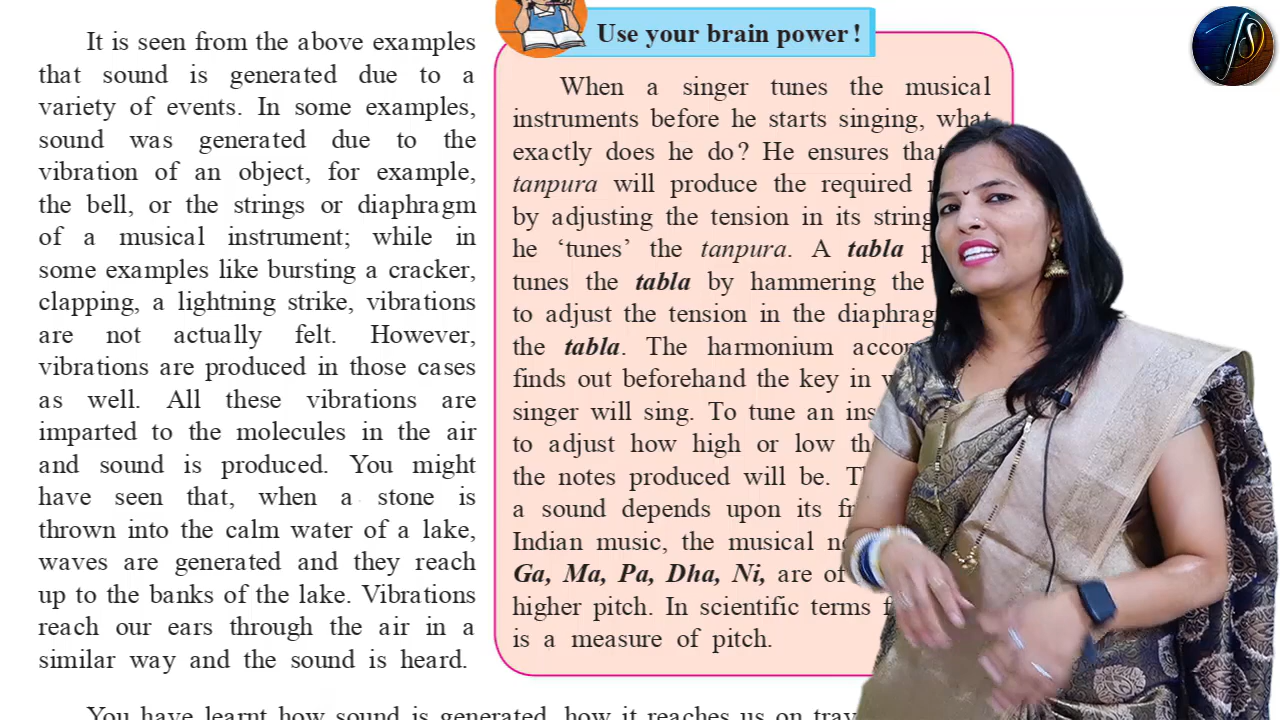 It is seen from the above examples
that sound is generated due to a
variety of events. In some examples,
sound was generated due to the
vibration of an object, for example,
the bell, or the strings or diaphragm
of a musical instrument; while in
some examples like bursting a cracker,
clapping, a lightning strike, vibrations
are not actually felt. However,
vibrations are produced in those cases
as well. All these vibrations are
imparted to the molecules in the air
and sound is produced. You might
have seen that, when a stone is
thrown into the calm water of a lake,
waves are generated and they reach
up to the banks of the lake. Vibrations
reach our ears through the air in a
similar way and the sound is heard.
Use your brain power!
When a singer tunes the musical
instruments before he starts singing, what
exactly does he do? He ensures that
tanpura will produce the required
by adjusting the tension in its
he ‘tunes’ the tanpura. A tabla
tunes the tabla by hammering the
to adjust the tension in the
the tabla. The harmonium
finds out beforehand the key in
singer will sing. To tune an
to adjust how high or low
the notes produced will be.
a sound depends upon its
Indian music, the musical
Ga, Ma, Pa, Dha, Ni, are of
higher pitch. In scientific terms
is a measure of pitch.
You have learnt how sound is generated, how it reaches us on